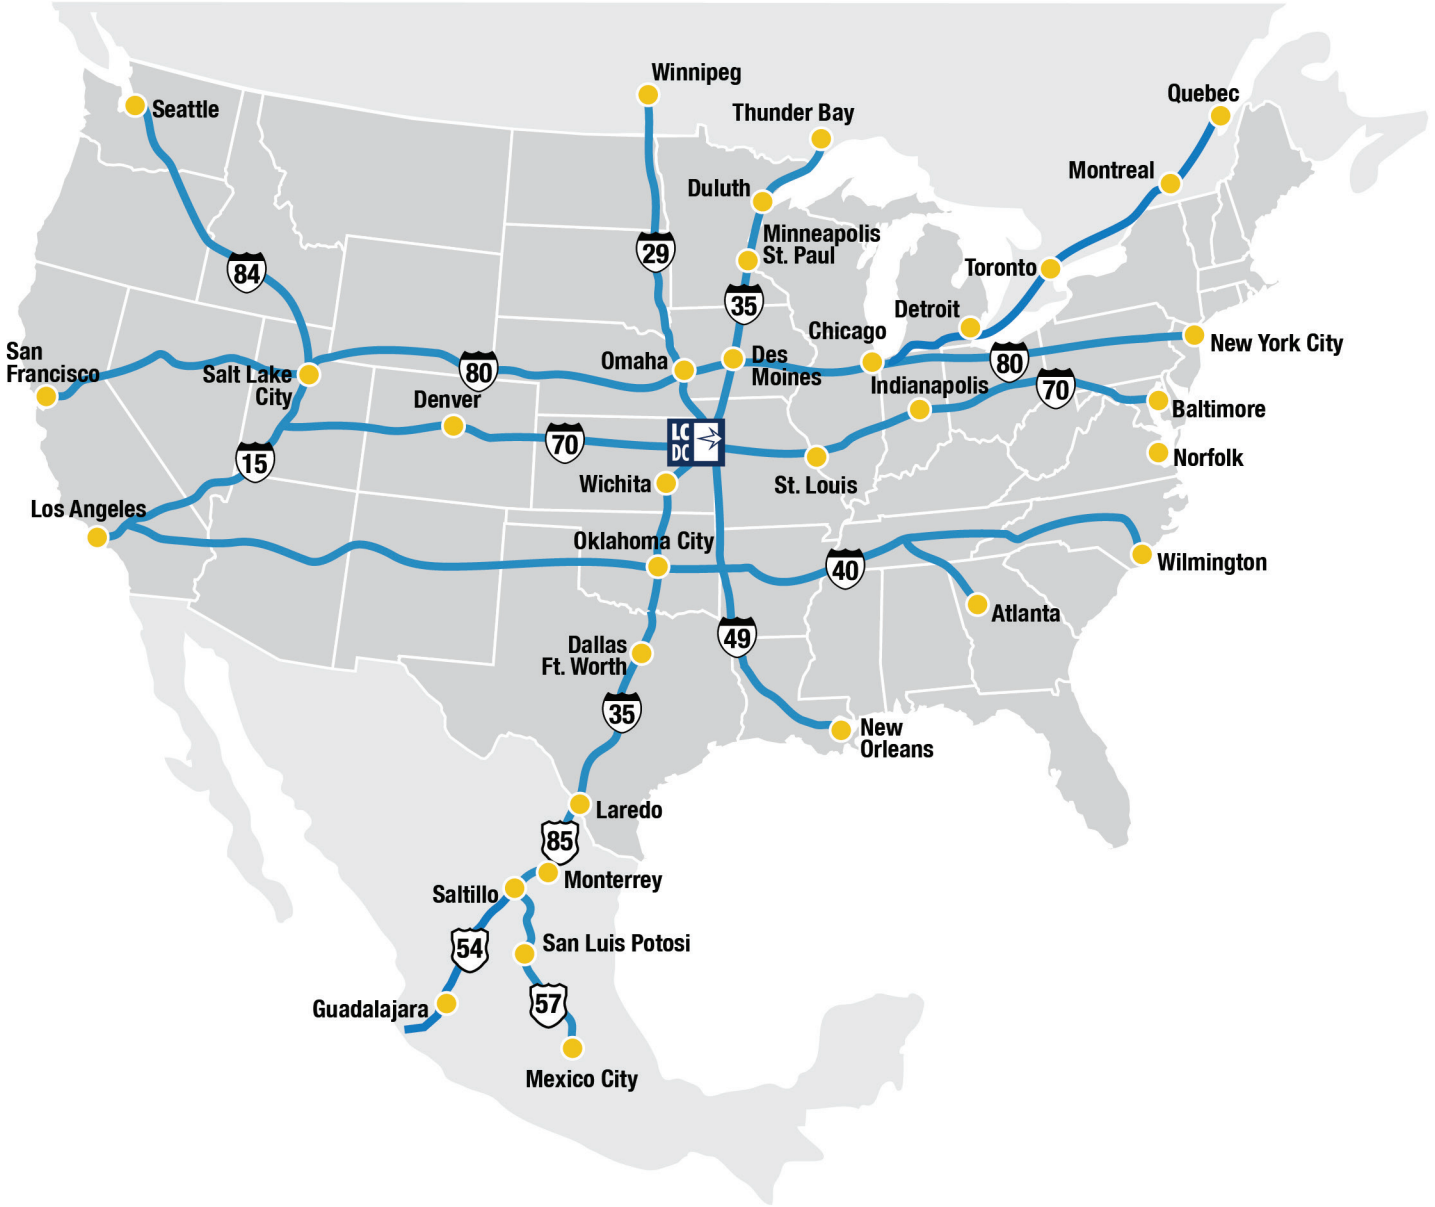 Winnipeg
Quebec
Seattle
Thunder Bay
Montreal
Duluth
Minneapolis
St. Paul
29
84
Toronto
35
Detroit
Chicago
San
Francisco
New York City
Omaha
Des
Moines
80
80
Salt Lake
City
Indianapolis
70
Denver
Baltimore
LC
DC
70
15
Norfolk
Wichita
St. Louis
Los Angeles
Oklahoma City
40
Wilmington
Atlanta
49
Dallas
Ft. Worth
35
New
Orleans
Laredo
85
Monterrey
Saltillo
54
San Luis Potosi
57
Guadalajara
Mexico City